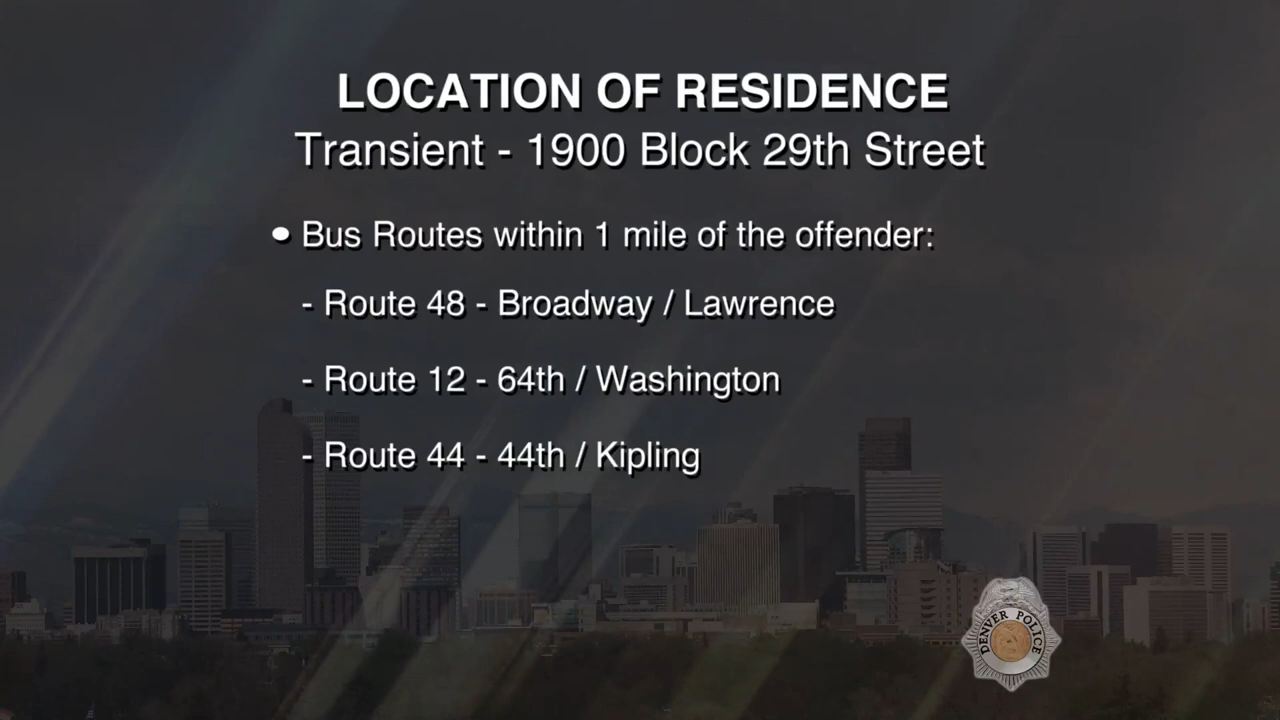 LOCATION OF RESIDENCE
Transient - 1900 Block 29th Street
• Bus Routes within 1 mile of the offender:
- Route 48 - Broadway / Lawrence
- Route 12 - 64th / Washington
- Route 44 - 44th / Kipling
DENVER POLICE